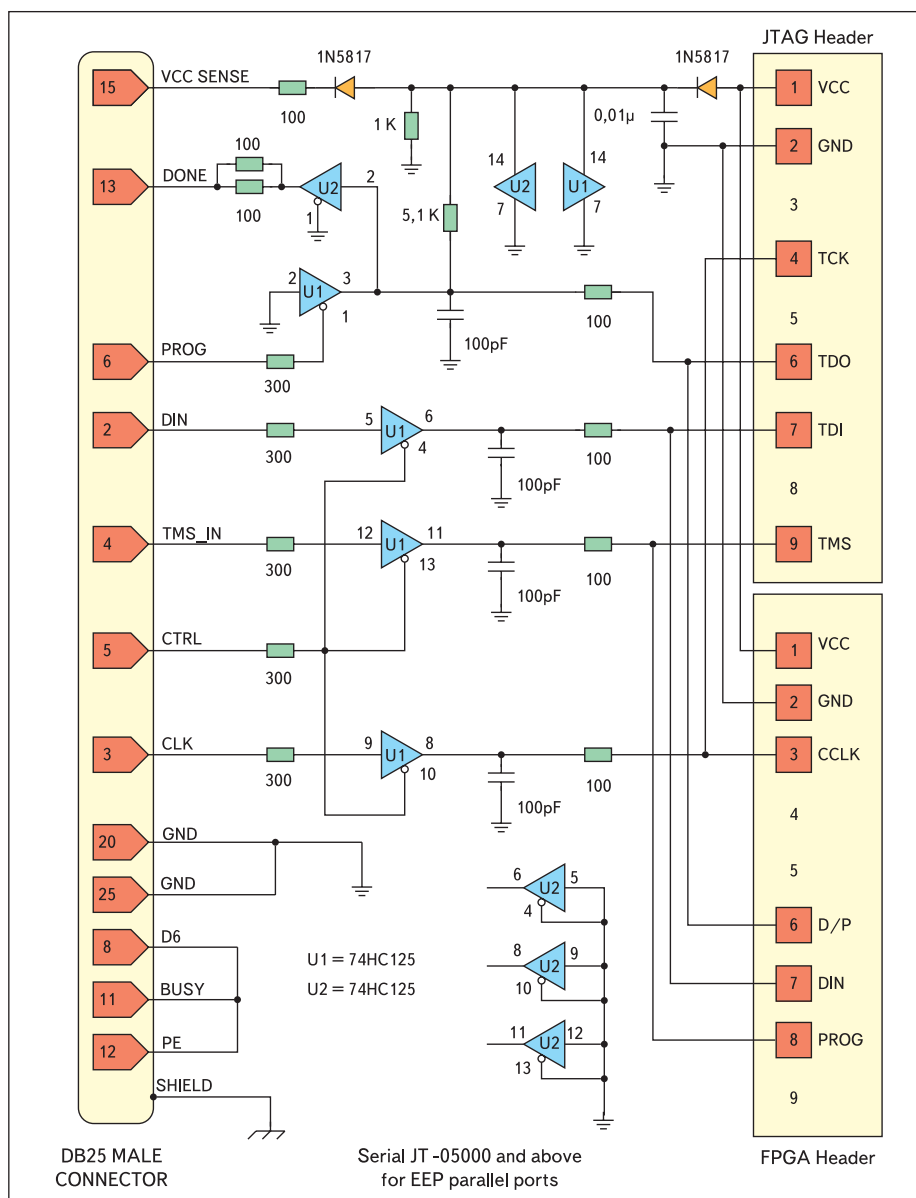 JTAG Header
1N5817
1N5817
15
VCC SENSE
100
1 K
0,01µ
1
VCC
2
GND
100
13
DONE
100
U2
2
1
5,1 K
14
U2
7
14
U1
7
3
4
TCK
2
U1
3
1
100pF
100
5
6
PROG
300
6
TDO
2
DIN
300
5
U1
6
4
100pF
100
7
TDI
8
4
TMS_IN
300
12
U1
11
13
100pF
100
9
TMS
5
CTRL
300
1
VCC
2
GND
3
CLK
300
9
U1
8
10
100pF
100
3
CCLK
4
20
GND
25
GND
5
6
U2
5
4
8
D6
U1 = 74HC125
6
D/P
11
BUSY
U2 = 74HC125
8
U2
9
10
7
DIN
12
PE
11
U2
12
13
8
PROG
SHIELD
9
DB25 MALE
CONNECTOR
Serial JT -05000 and above
for EEP parallel ports
FPGA Header